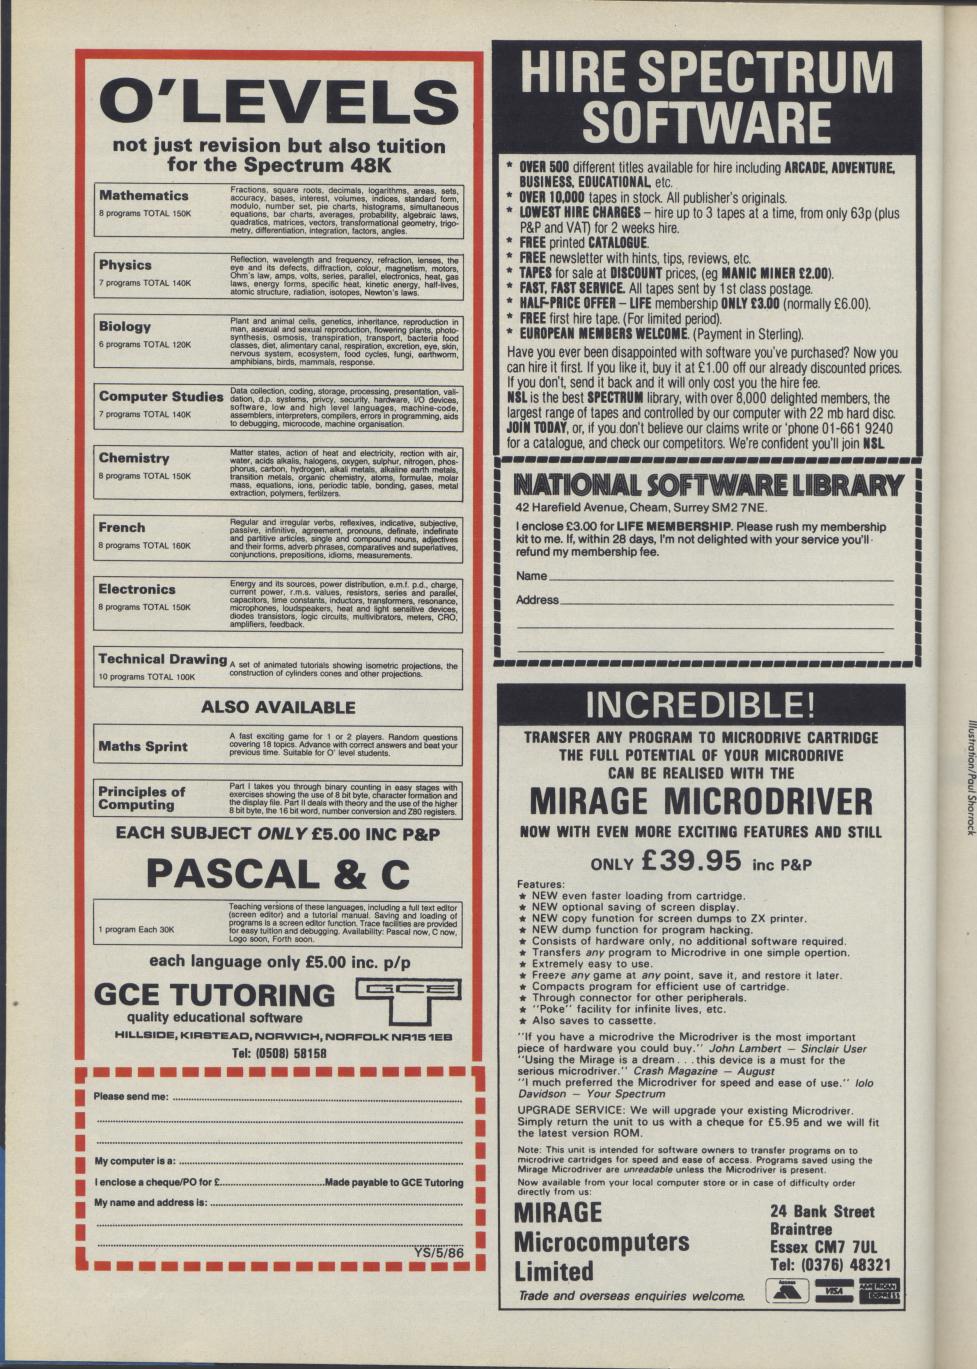 O'LEVELS
not just revision but also tuition
for the Spectrum 48K
Mathematics
8 programs TOTAL 150K
Fractions, square roots, decimals, logarithms, areas, sets,
accuracy, bases, interest, volumes, indices, standard form,
modulo, number set, pie charts, histograms, simultaneous
equations, bar charts, averages, probability, algebraic laws,
quadratics, matrices, vectors, transformational geometry, trigo-
metry, differentiation, integration, factors, angles.
Physics
7 programs TOTAL 140K
Reflection, wavelength and frequency, refraction, lenses, the
eye and its defects, diffraction, colour, magnetism, motors,
Ohm's law, amps, volts, series, parallel, electronics, heat, gas
laws, energy forms, specific heat, kinetic energy, half-lives,
atomic structure, radiation, isotopes, Newton's laws.
Biology
6 programs TOTAL 120K
Plant and animal cells, genetics, inheritance, reproduction in
man, asexual and sexual reproduction, flowering plants, photo-
synthesis, osmosis, transpiration, transport, bacteria food
classes, diet, alimentary canal, respiration, excretion, eye, skin,
nervous system, ecosystem, food cycles, fungi, earthworm,
amphibians, birds, mammals, response.
Computer Studies
7 programs TOTAL 140K
Data collection, coding, storage, processing, presentation, vali-
dation, d.p. systems, privcy, security, hardware, I/O devices,
software, low and high level languages, machine-code,
assemblers, interpreters, compilers, errors in programming, aids
to debugging, microcode, machine organisation.
Chemistry
8 programs TOTAL 150K
Matter states, action of heat and electricity, rection with air,
water, acids alkalis, halogens, oxygen, sulphur, nitrogen, phos-
phorus, carbon, hydrogen, alkali metals, alkaline earth metals,
transition metals, organic chemistry, atoms, formulae, molar
mass, equations, ions, periodic table, bonding, gases, metal
extraction, polymers, fertilizers.
French
8 programs TOTAL 160K
Regular and irregular verbs, reflexives, indicative, subjective,
passive, infinitive, agreement, pronouns, definate, indefinate
and partitive articles, single and compound nouns, adjectives
and their forms, adverb phrases, comparatives and superlatives,
conjunctions, prepositions, idioms, measurements.
Electronics
8 programs TOTAL 150K
Energy and its sources, power distribution, e.m.f. p.d., charge,
current power, r.m.s. values, resistors, series and parallel,
capacitors, time constants, inductors, transformers, resonance,
microphones, loudspeakers, heat and light sensitive devices,
diodes transistors, logic circuits, multivibrators, meters, CRO,
amplifiers, feedback.
Technical Drawing
10 programs TOTAL 100K
A set of animated tutorials showing isometric projections, the
construction of cylinders cones and other projections.
ALSO AVAILABLE
Maths Sprint
A fast exciting game for 1 or 2 players. Random questions
covering 18 topics. Advance with correct answers and beat your
previous time. Suitable for O' level students.
Principles of
Computing
Part I takes you through binary counting in easy stages with
exercises showing the use of 8 bit byte, character formation and
the display file. Part II deals with theory and the use of the higher
8 bit byte, the 16 bit word, number conversion and Z80 registers.
EACH SUBJECT ONLY £5.00 INC P&P
PASCAL & C
1 program Each 30K
Teaching versions of these languages, including a full text editor
(screen editor) and a tutorial manual. Saving and loading of
programs is a screen editor function. Trace facilities are provided
for easy tuition and debugging. Availability: Pascal now, C now,
Logo soon, Forth soon.
each language only £5.00 inc. p/p
GCE TUTORING
GCE
T
quality educational software
HILLSIDE, KIRSTEAD, NORWICH, NORFOLK NR15 1EB
Tel: (0508) 58158
Please send me:
My computer is a:
I enclose a cheque/PO for £..............................Made payable to GCE Tutoring
My name and address is:
YS/5/86
HIRE SPECTRUM
SOFTWARE
* OVER 500 different titles available for hire including ARCADE, ADVENTURE,
BUSINESS, EDUCATIONAL, etc.
* OVER 10,000 tapes in stock. All publisher's originals.
* LOWEST HIRE CHARGES – hire up to 3 tapes at a time, from only 63p (plus
P&P and VAT) for 2 weeks hire.
* FREE printed CATALOGUE.
* FREE newsletter with hints, tips, reviews, etc.
* TAPES for sale at DISCOUNT prices, (eg MANIC MINER £2.00).
* FAST, FAST SERVICE. All tapes sent by 1st class postage.
* HALF-PRICE OFFER – LIFE membership ONLY £3.00 (normally £6.00).
* FREE first hire tape. (For limited period).
* EUROPEAN MEMBERS WELCOME. (Payment in Sterling).
Have you ever been disappointed with software you've purchased? Now you
can hire it first. If you like it, buy it at £1.00 off our already discounted prices.
If you don't, send it back and it will only cost you the hire fee.
NSL is the best SPECTRUM library, with over 8,000 delighted members, the
largest range of tapes and controlled by our computer with 22 mb hard disc.
JOIN TODAY, or, if you don't believe our claims write or 'phone 01-661 9240
for a catalogue, and check our competitors. We're confident you'll join NSL
NATIONAL SOFTWARE LIBRARY
42 Harefield Avenue, Cheam, Surrey SM2 7NE.
I enclose £3.00 for LIFE MEMBERSHIP. Please rush my membership
kit to me. If, within 28 days, I'm not delighted with your service you'll
refund my membership fee.
Name
Address
INCREDIBLE!
TRANSFER ANY PROGRAM TO MICRODRIVE CARTRIDGE
THE FULL POTENTIAL OF YOUR MICRODRIVE
CAN BE REALISED WITH THE
MIRAGE MICRODRIVER
NOW WITH EVEN MORE EXCITING FEATURES AND STILL
ONLY £39.95 inc P&P
Features:
★ NEW even faster loading from cartridge.
★ NEW optional saving of screen display.
★ NEW copy function for screen dumps to ZX printer.
★ NEW dump function for program hacking.
★ Consists of hardware only, no additional software required.
★ Transfers any program to Microdrive in one simple opertion.
★ Extremely easy to use.
★ Freeze any game at any point, save it, and restore it later.
★ Compacts program for efficient use of cartridge.
★ Through connector for other peripherals.
★ "Poke" facility for infinite lives, etc.
★ Also saves to cassette.
"If you have a microdrive the Microdriver is the most important
piece of hardware you could buy." John Lambert — Sinclair User
"Using the Mirage is a dream . . . this device is a must for the
serious microdriver." Crash Magazine — August
"I much preferred the Microdriver for speed and ease of use." Iolo
Davidson — Your Spectrum
UPGRADE SERVICE: We will upgrade your existing Microdriver.
Simply return the unit to us with a cheque for £5.95 and we will fit
the latest version ROM.
Note: This unit is intended for software owners to transfer programs on to
microdrive cartridges for speed and ease of access. Programs saved using the
Mirage Microdriver are unreadable unless the Microdriver is present.
Now available from your local computer store or in case of difficulty order
directly from us:
MIRAGE
Microcomputers
Limited
24 Bank Street
Braintree
Essex CM7 7UL
Tel: (0376) 48321
Trade and overseas enquiries welcome.
Access
VISA
AMERICAN
EXPRESS
Illustration/Paul Shorrock